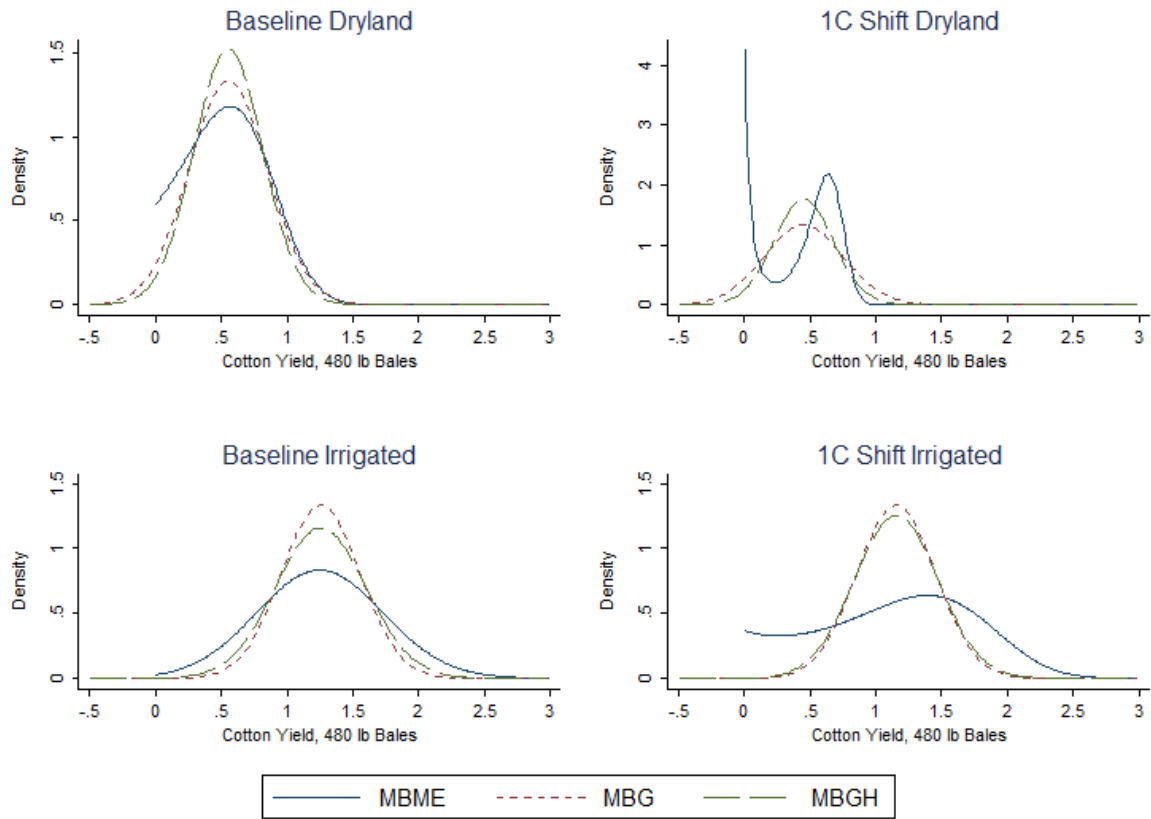 Baseline Dryland
Density
0 .5 1 1.5
-.5 0 .5 1 1.5 2 2.5 3
Cotton Yield, 480 lb Bales
1C Shift Dryland
Density
0 1 2 3 4
-.5 0 .5 1 1.5 2 2.5 3
Cotton Yield, 480 lb Bales
Baseline Irrigated
Density
0 .5 1 1.5
-.5 0 .5 1 1.5 2 2.5 3
Cotton Yield, 480 lb Bales
1C Shift Irrigated
Density
0 .5 1 1.5
-.5 0 .5 1 1.5 2 2.5 3
Cotton Yield, 480 lb Bales
MBME MBG MBGH